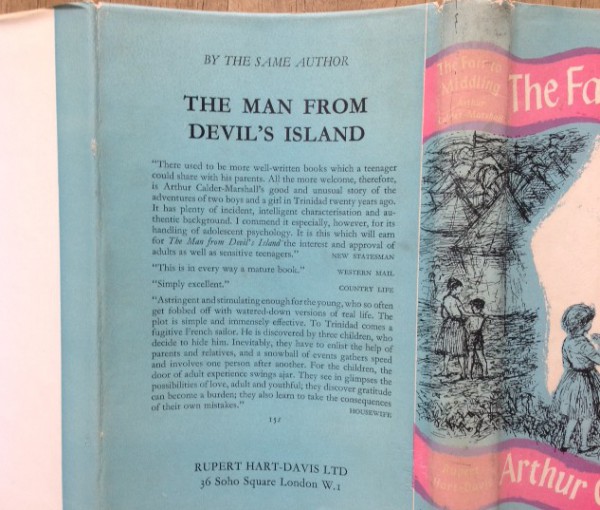 BY THE SAME AUTHOR
THE MAN FROM
DEVIL'S ISLAND
"There used to be more well-written books which a teenager
could share with his parents. All the more welcome, therefore,
is Arthur Calder-Marshall's good and unusual story of the
adventures of two boys and a girl in Trinidad twenty years ago.
It has plenty of incident, intelligent characterisation and au-
thentic background. I commend it especially, however, for its
handling of adolescent psychology. It is this which will earn
for The Man from Devil's Island the interest and approval of
adults as well as sensitive teenagers." NEW STATESMAN
"This is in every way a mature book." WESTERN MAIL
"Simply excellent." COUNTRY LIFE
"Astringent and stimulating enough for the young, who so often
get fobbed off with watered-down versions of real life. The
plot is simple and immensely effective. To Trinidad comes a
fugitive French sailor. He is discovered by three children, who
decide to hide him. Inevitably, they have to enlist the help of
parents and relatives, and a snowball of events gathers speed
and involves one person after another. For the children, the
door of adult experience swings ajar. They see in glimpses the
possibilities of love, adult and youthful; they discover gratitude
can become a burden; they also learn to take the consequences
of their own mistakes." HOUSEWIFE
15s
RUPERT HART-DAVIS LTD
36 Soho Square London W.1
The Fair to
Middling
Arthur
Calder-Marshall
Rupert
Hart-Davis
The Fa
Arthur C